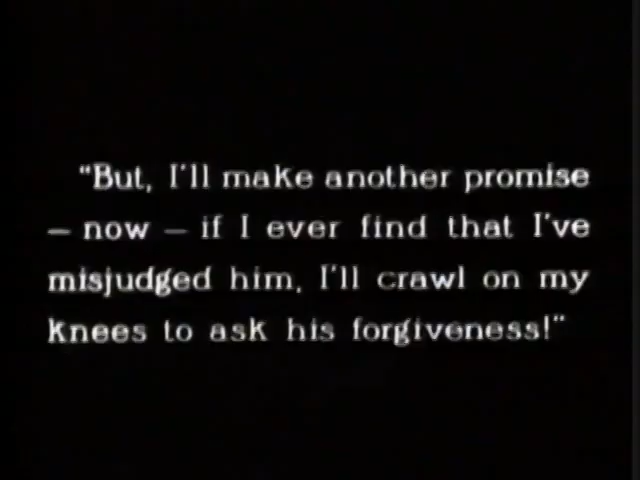 "But, I'll make another promise
— now — if I ever find that I've
misjudged him, I'll crawl on my
knees to ask his forgiveness!"